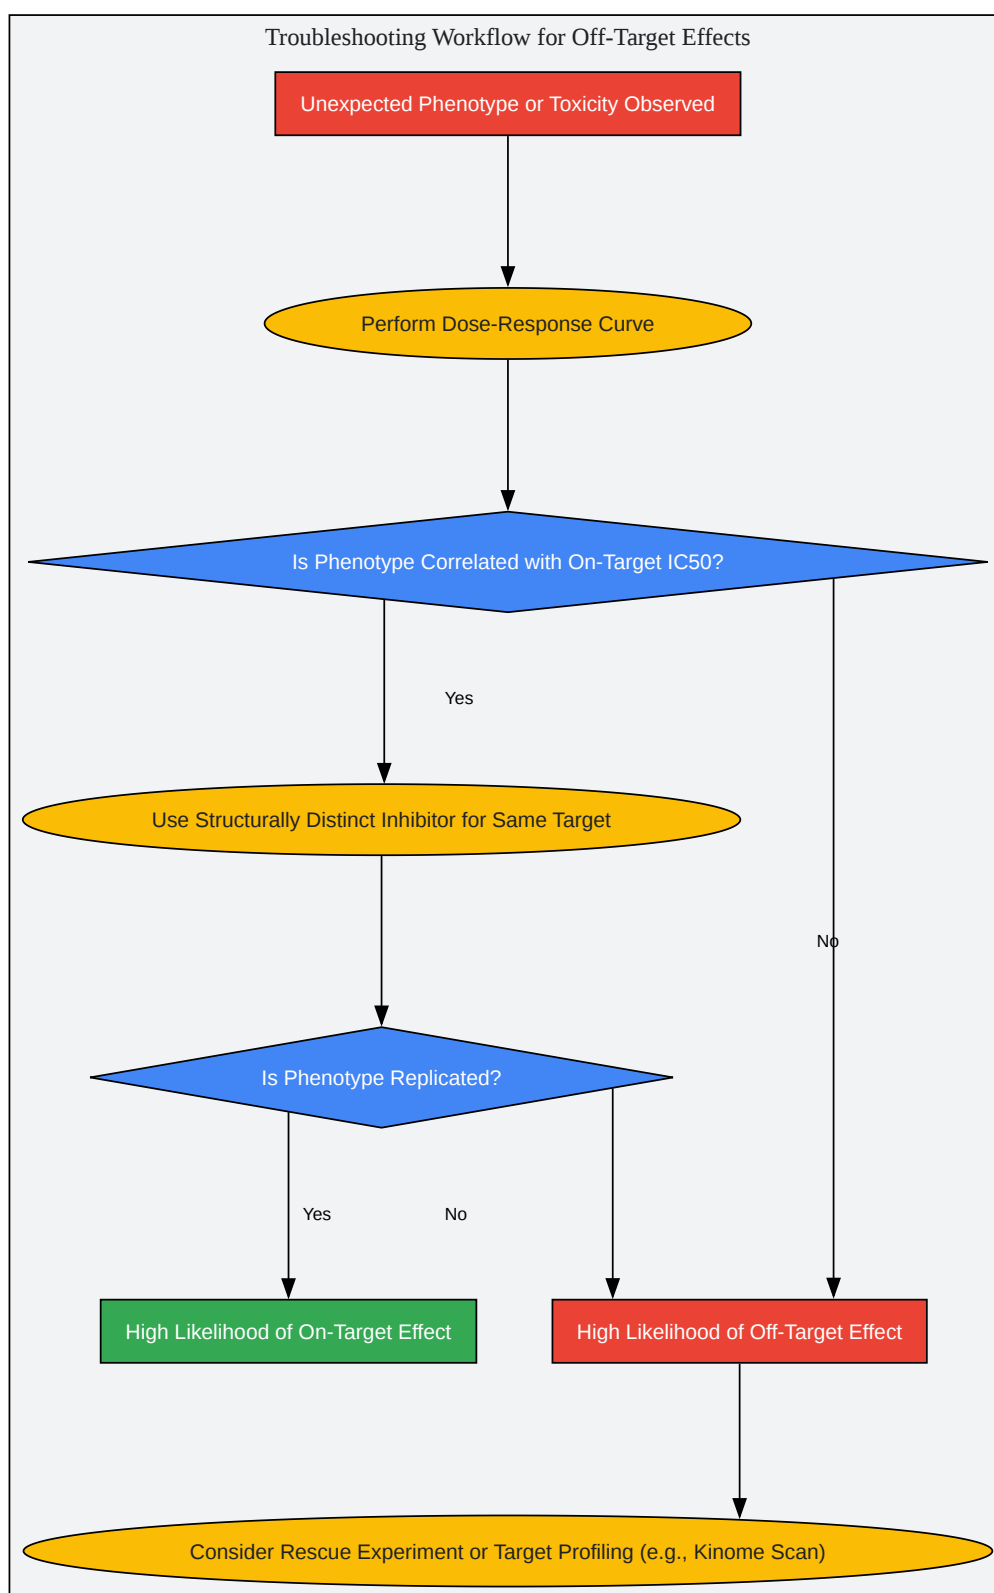 Troubleshooting Workflow for Off-Target Effects
Unexpected Phenotype or Toxicity Observed
Perform Dose-Response Curve
Is Phenotype Correlated with On-Target IC50?
Yes
Use Structurally Distinct Inhibitor for Same Target
No
Is Phenotype Replicated?
Yes
No
High Likelihood of On-Target Effect
High Likelihood of Off-Target Effect
Consider Rescue Experiment or Target Profiling (e.g., Kinome Scan)